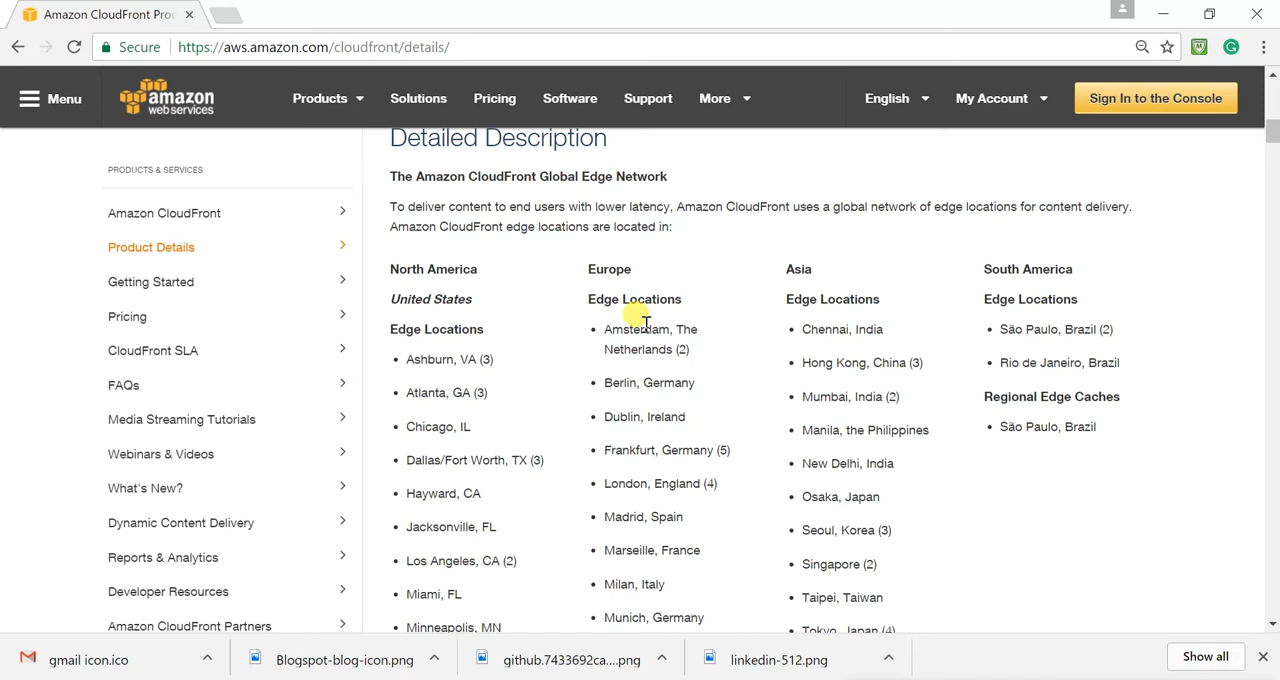 Amazon CloudFront Proc
Secure
https://aws.amazon.com/cloudfront/details/
Menu
amazon
web services
Products
Solutions
Pricing
Software
Support
More
English
My Account
Sign In to the Console
Detailed Description
PRODUCTS & SERVICES
Amazon CloudFront
Product Details
Getting Started
Pricing
CloudFront SLA
FAQs
Media Streaming Tutorials
Webinars & Videos
What's New?
Dynamic Content Delivery
Reports & Analytics
Developer Resources
Amazon CloudFront Partners
The Amazon CloudFront Global Edge Network
To deliver content to end users with lower latency, Amazon CloudFront uses a global network of edge locations for content delivery.
Amazon CloudFront edge locations are located in:
North America
United States
Edge Locations
• Ashburn, VA (3)
• Atlanta, GA (3)
• Chicago, IL
• Dallas/Fort Worth, TX (3)
• Hayward, CA
• Jacksonville, FL
• Los Angeles, CA (2)
• Miami, FL
• Minneapolis, MN
Europe
Edge Locations
• Amsterdam, The
Netherlands (2)
• Berlin, Germany
• Dublin, Ireland
• Frankfurt, Germany (5)
• London, England (4)
• Madrid, Spain
• Marseille, France
• Milan, Italy
• Munich, Germany
Asia
Edge Locations
• Chennai, India
• Hong Kong, China (3)
• Mumbai, India (2)
• Manila, the Philippines
• New Delhi, India
• Osaka, Japan
• Seoul, Korea (3)
• Singapore (2)
• Taipei, Taiwan
• Tokyo, Japan (4)
South America
Edge Locations
• São Paulo, Brazil (2)
• Rio de Janeiro, Brazil
Regional Edge Caches
• São Paulo, Brazil
gmail icon.ico
Blogspot-blog-icon.png
github.7433692ca....png
linkedin-512.png
Show all